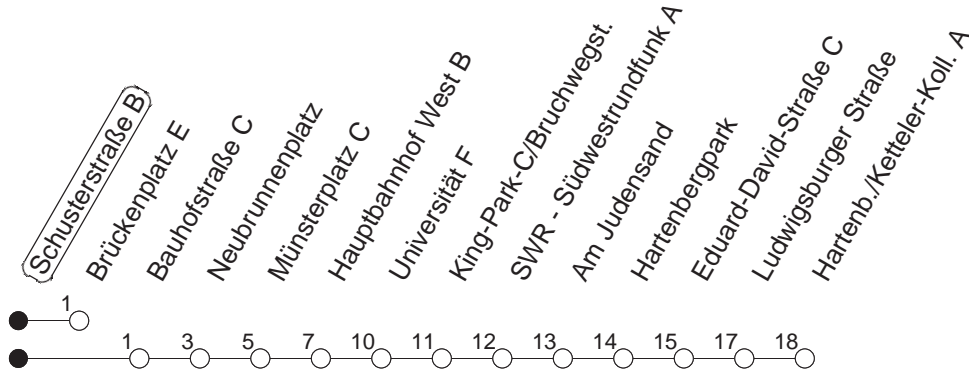 Schusterstraße B
Brückenplatz E
Bauhofstraße C
Neubrunnenplatz
Münsterplatz C
Hauptbahnhof West B
Universität F
King-Park-C/Bruchwegst.
SWR - Südwestrundfunk A
Am Judensand
Hartenbergpark
Eduard-David-Straße C
Ludwigsburger Straße
Hartenb./Ketteler-Koll. A
1
1 3 5 7 10 11 12 13 14 15 17 18